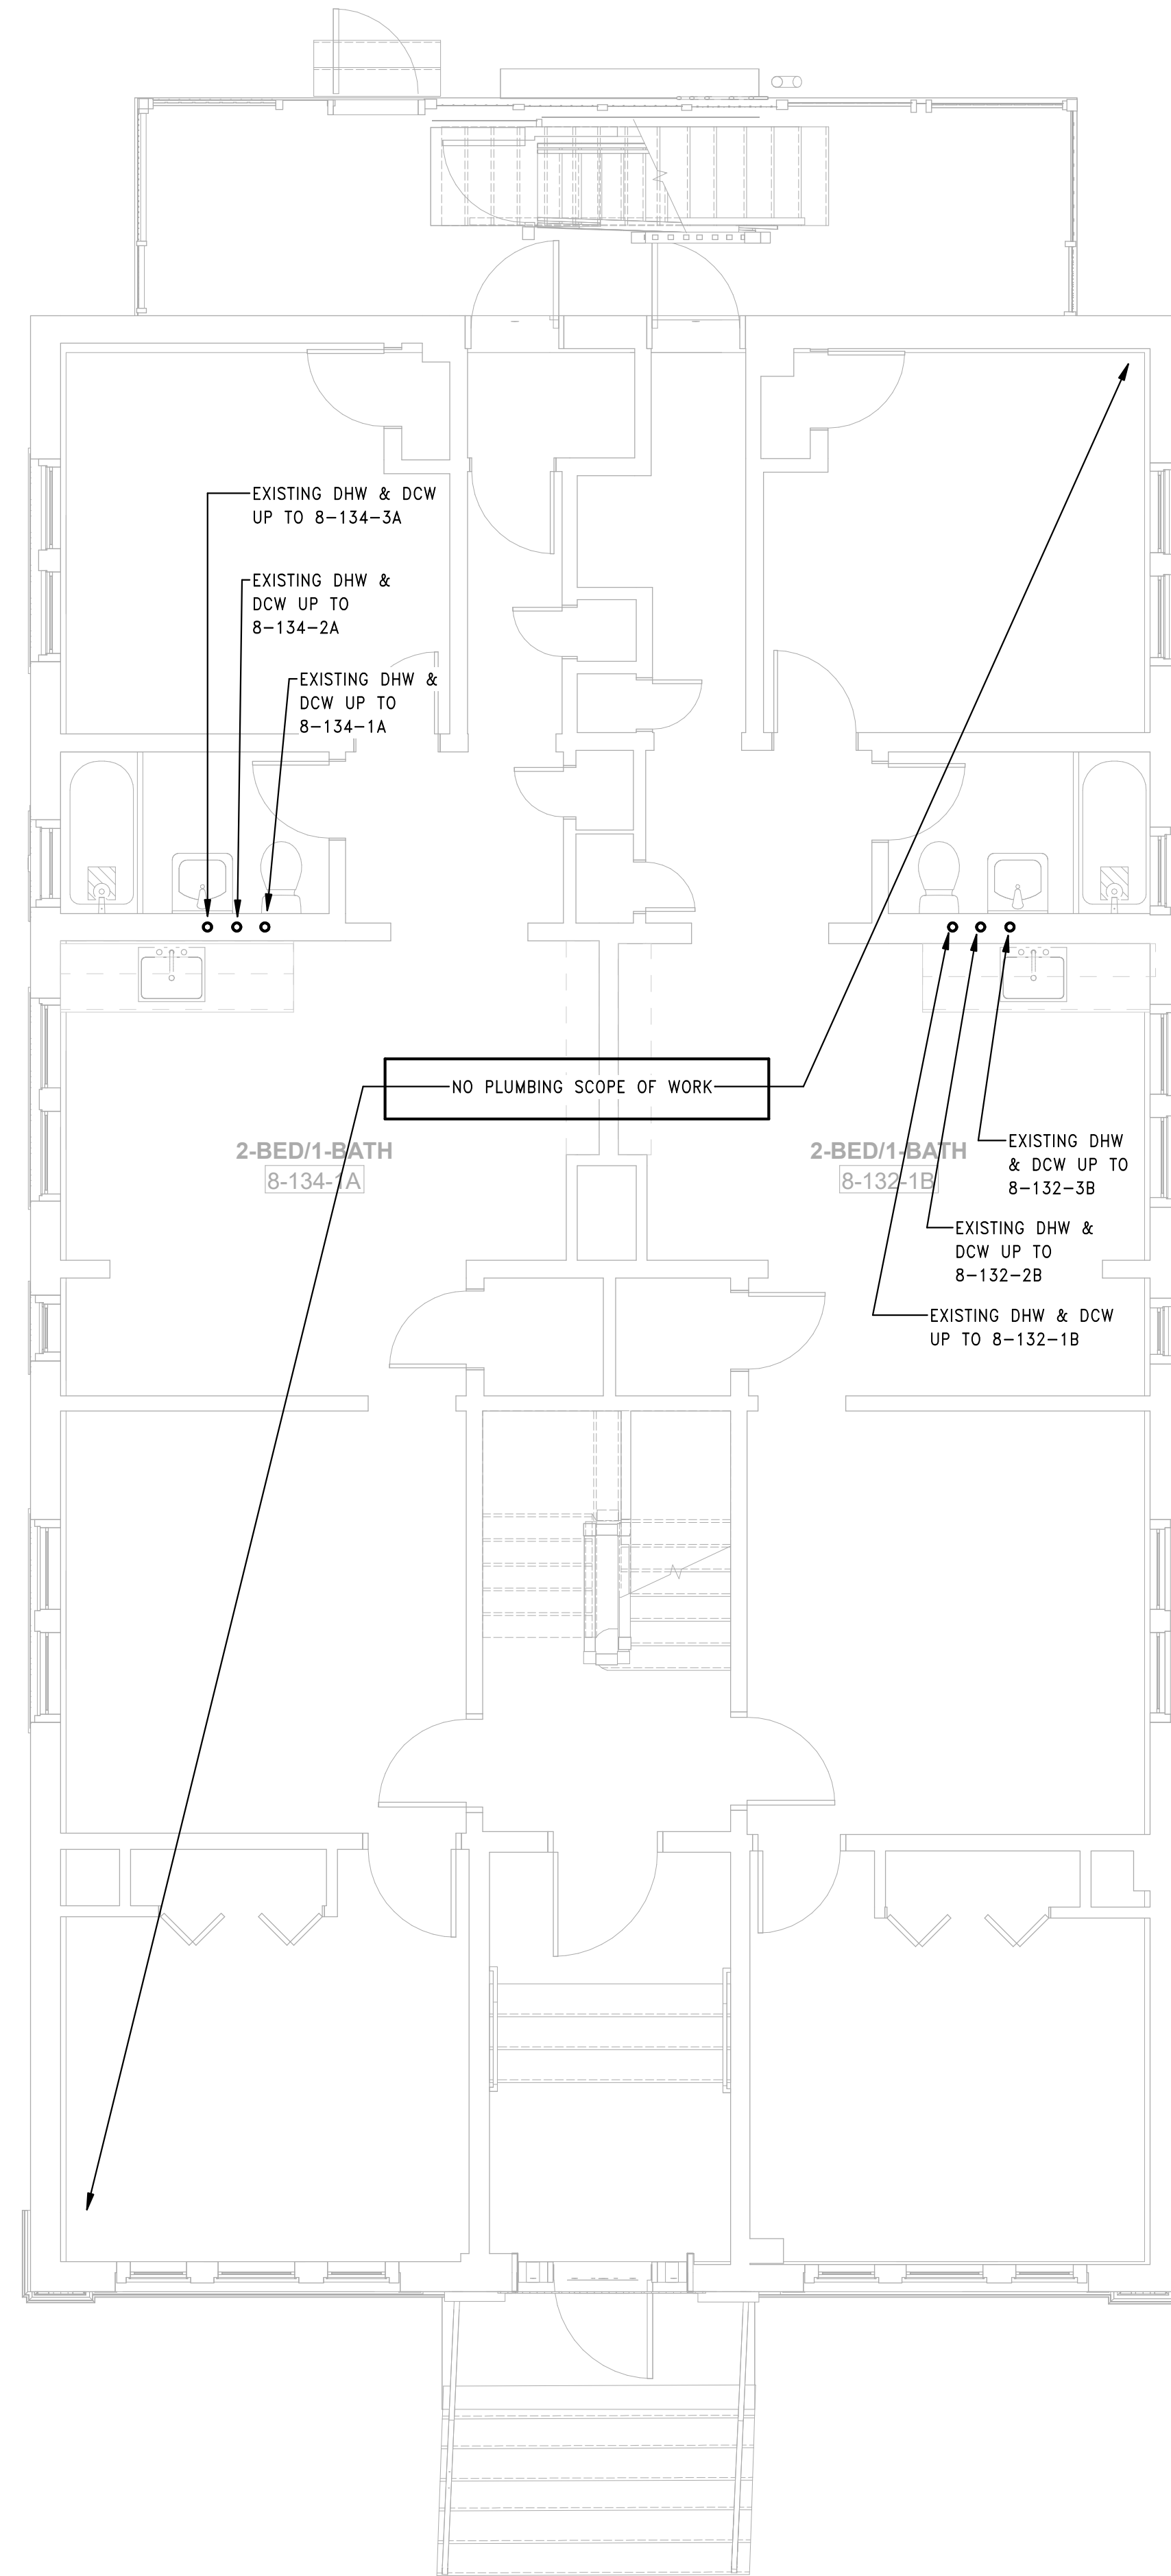 EXISTING DHW & DCW
UP TO 8-134-3A
EXISTING DHW &
DCW UP TO
8-134-2A
EXISTING DHW &
DCW UP TO
8-134-1A
NO PLUMBING SCOPE OF WORK
2-BED/1-BATH
8-134-1A
2-BED/1-BATH
8-132-1B
EXISTING DHW
& DCW UP TO
8-132-3B
EXISTING DHW &
DCW UP TO
8-132-2B
EXISTING DHW & DCW
UP TO 8-132-1B